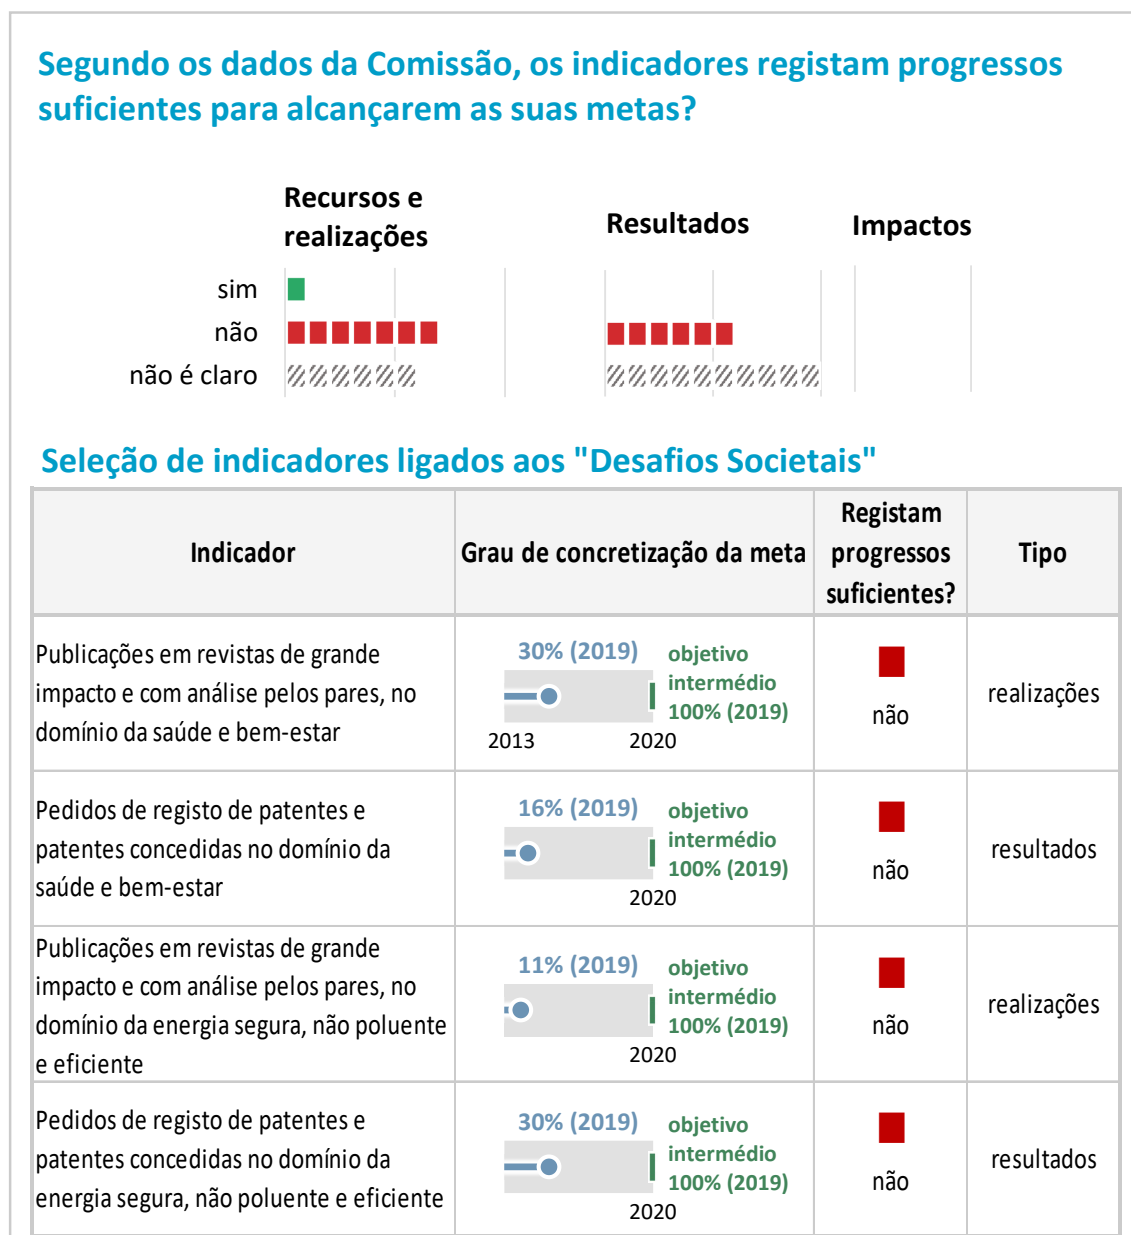 Segundo os dados da Comissão, os indicadores registam progressos
suficientes para alcançarem as suas metas?
Recursos e
realizações
Resultados
Impactos
sim
não
não é claro
Seleção de indicadores ligados aos "Desafios Societais"
Indicador
Grau de concretização da meta
Registam
progressos
suficientes?
Tipo
Publicações em revistas de grande
impacto e com análise pelos pares, no
domínio da saúde e bem-estar
30% (2019)
objetivo
intermédio
100% (2019)
2013
2020
não
realizações
Pedidos de registo de patentes e
patentes concedidas no domínio da
saúde e bem-estar
16% (2019)
objetivo
intermédio
100% (2019)
2020
não
resultados
Publicações em revistas de grande
impacto e com análise pelos pares, no
domínio da energia segura, não poluente
e eficiente
11% (2019)
objetivo
intermédio
100% (2019)
2020
não
realizações
Pedidos de registo de patentes e
patentes concedidas no domínio da
energia segura, não poluente e eficiente
30% (2019)
objetivo
intermédio
100% (2019)
2020
não
resultados